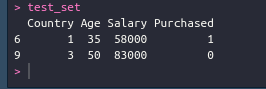 > test_set
  Country Age Salary Purchased
6       1  35  58000         1
9       3  50  83000         0
>